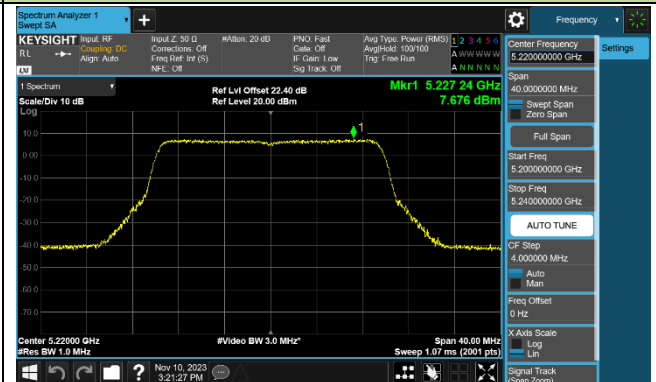 Spectrum Analyzer 1
Swept SA
+
Frequency
KEYSIGHT
RL
Input: RF
Coupling: DC
Align: Auto
Input Z: 50 Ω
Corrections: Off
Freq Ref: Int (S)
NFE: Off
#Atten: 20 dB
PNO: Fast
Gate: Off
IF Gain: Low
Sig Track: Off
Avg Type: Power (RMS)
Avg|Hold: 100/100
Trig: Free Run
1 2 3 4 5 6
A W W W W W
A N N N N N
LXI
1 Spectrum
Scale/Div 10 dB
Log
Ref Lvl Offset 22.40 dB
Ref Level 20.00 dBm
Mkr1 5.227 24 GHz
7.676 dBm
1
10.0
0.00
-10.0
-20.0
-30.0
-40.0
-60.0
-70.0
Center 5.22000 GHz
#Res BW 1.0 MHz
#Video BW 3.0 MHz*
Span 40.00 MHz
Sweep 1.07 ms (2001 pts)
Nov 10, 2023
3:21:27 PM
?
Center Frequency
5.220000000 GHz
Settings
Span
40.0000000 MHz
Swept Span
Zero Span
Full Span
Start Freq
5.200000000 GHz
Stop Freq
5.240000000 GHz
AUTO TUNE
CF Step
4.000000 MHz
Auto
Man
Freq Offset
0 Hz
X Axis Scale
Log
Lin
Signal Track
(Span Zoom)